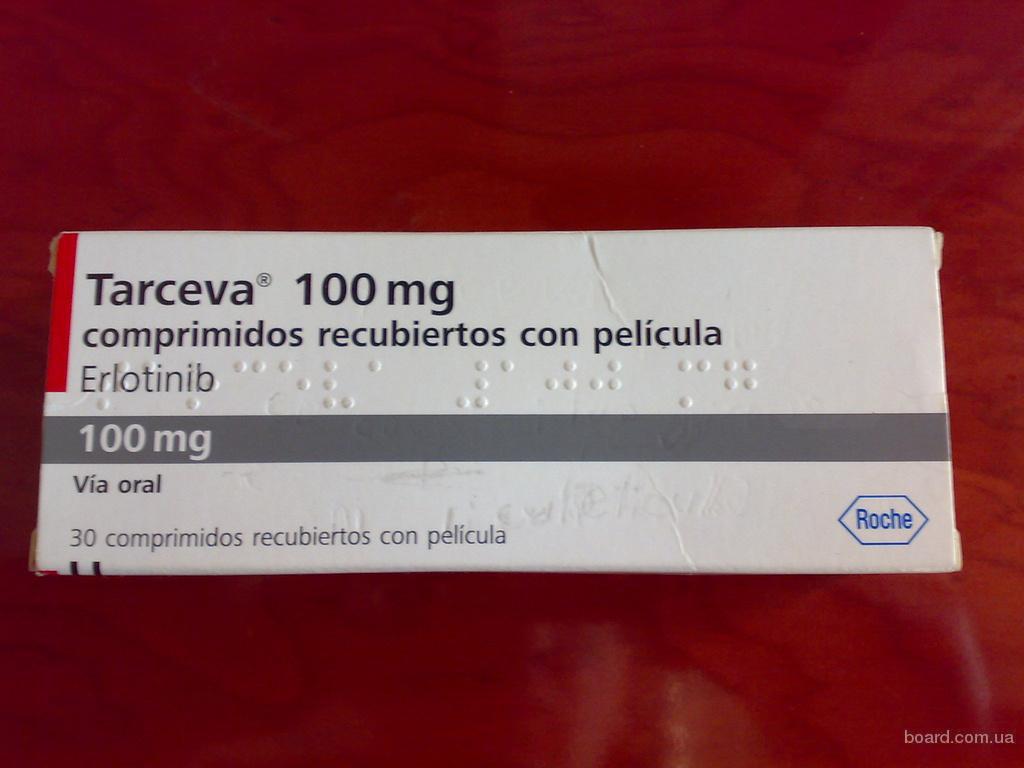 Tarceva® 100 mg
comprimidos recubiertos con película
Erlotinib
100 mg
Vía oral
30 comprimidos recubiertos con película
Roche
board.com.ua